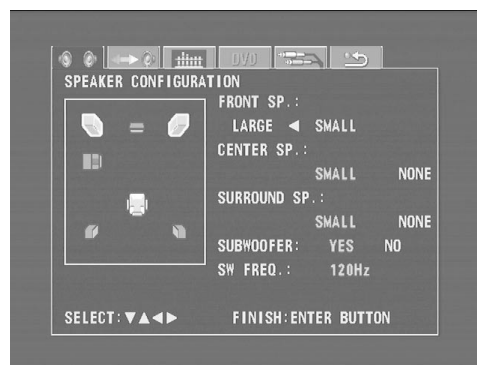 DVD
SPEAKER CONFIGURATION
FRONT SP.:
LARGE ◀ SMALL
CENTER SP.:
SMALL NONE
SURROUND SP.:
SMALL NONE
SUBWOOFER: YES NO
SW FREQ.: 120Hz
SELECT:▼▲◀▶ FINISH:ENTER BUTTON